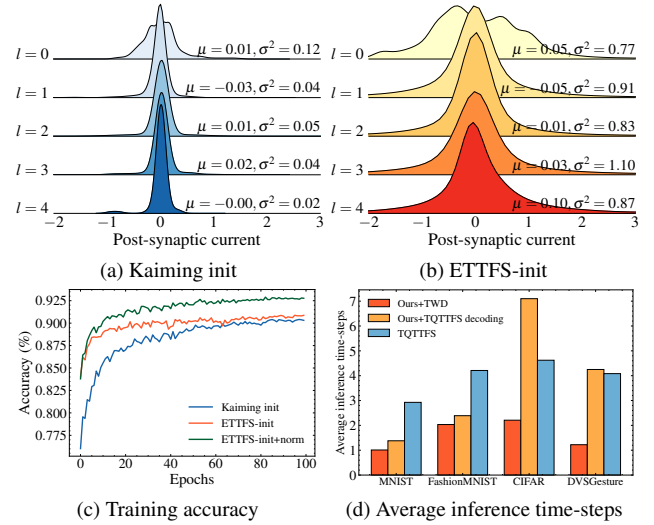 l = 0
μ = 0.01, σ² = 0.12
l = 1
μ = −0.03, σ² = 0.04
l = 2
μ = 0.01, σ² = 0.05
l = 3
μ = 0.02, σ² = 0.04
l = 4
μ = −0.00, σ² = 0.02
−2 −1 0 1 2 3
Post-synaptic current
(a) Kaiming init
l = 0
μ = 0.05, σ² = 0.77
l = 1
μ = −0.05, σ² = 0.91
l = 2
μ = 0.01, σ² = 0.83
l = 3
μ = 0.03, σ² = 1.10
l = 4
μ = 0.10, σ² = 0.87
−2 −1 0 1 2 3
Post-synaptic current
(b) ETTFS-init
Accuracy (%)
0.925
0.900
0.875
0.850
0.825
0.800
0.775
Kaiming init
ETTFS-init
ETTFS-init+norm
0 20 40 60 80 100
Epochs
(c) Training accuracy
Average inference time-steps
7
6
5
4
3
2
1
0
Ours+TWD
Ours+TQTTFS decoding
TQTTFS
MNIST FashionMNIST CIFAR DVSGesture
(d) Average inference time-steps